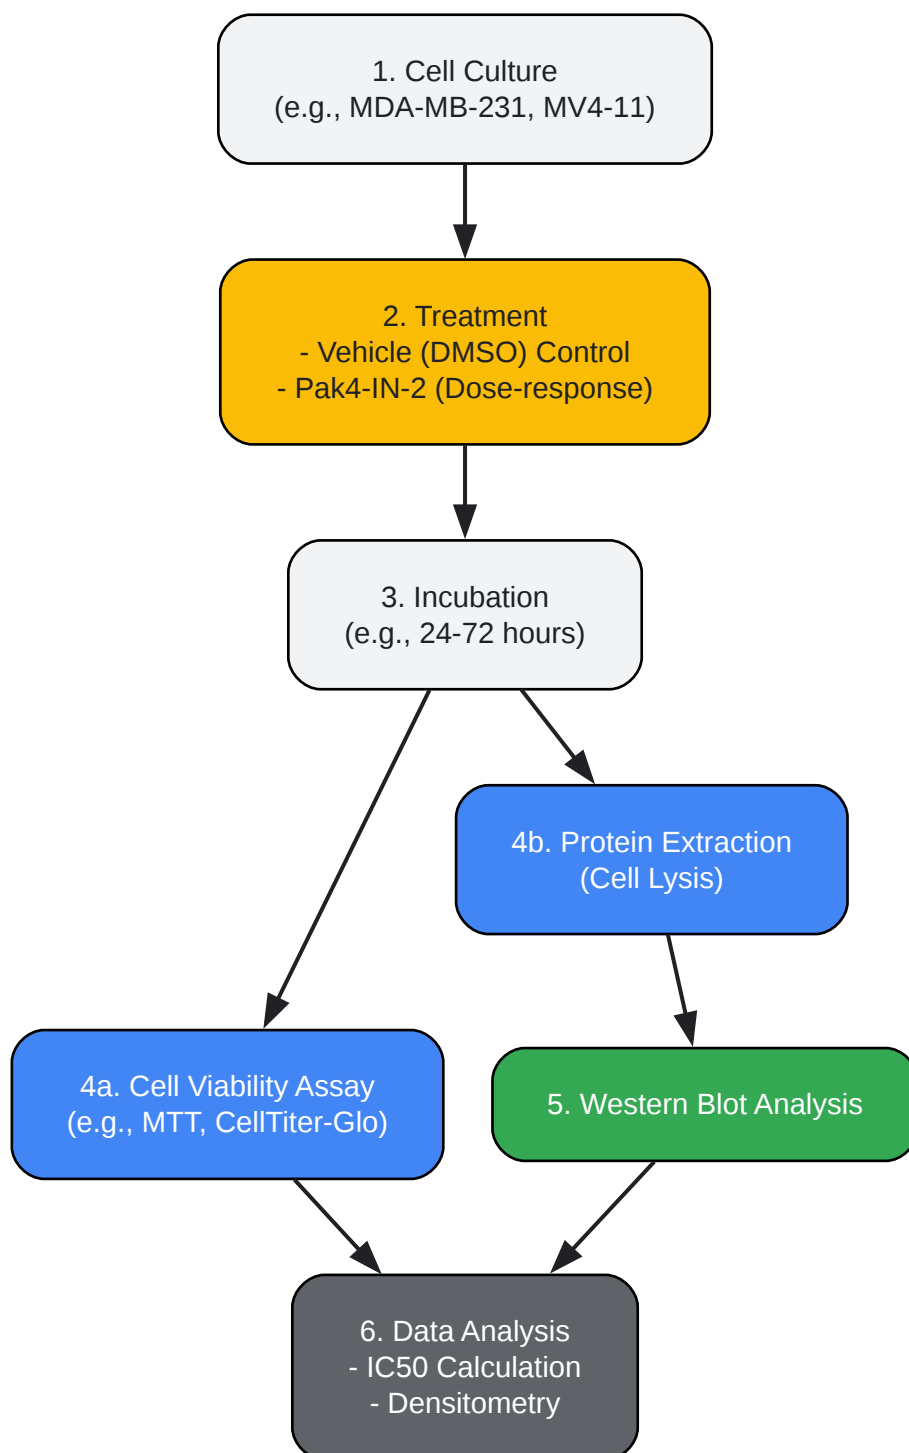 1. Cell Culture
(e.g., MDA-MB-231, MV4-11)
2. Treatment
- Vehicle (DMSO) Control
- Pak4-IN-2 (Dose-response)
3. Incubation
(e.g., 24-72 hours)
4b. Protein Extraction
(Cell Lysis)
4a. Cell Viability Assay
(e.g., MTT, CellTiter-Glo)
5. Western Blot Analysis
6. Data Analysis
- IC50 Calculation
- Densitometry